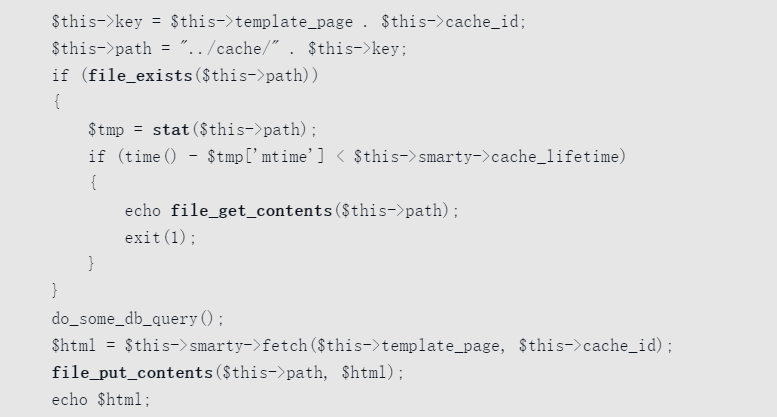 $this->key = $this->template_page . $this->cache_id;
$this->path = "../cache/" . $this->key;
if (file_exists($this->path))
{
    $tmp = stat($this->path);
    if (time() - $tmp['mtime'] < $this->smarty->cache_lifetime)
    {
        echo file_get_contents($this->path);
        exit(1);
    }
}
do_some_db_query();
$html = $this->smarty->fetch($this->template_page, $this->cache_id);
file_put_contents($this->path, $html);
echo $html;